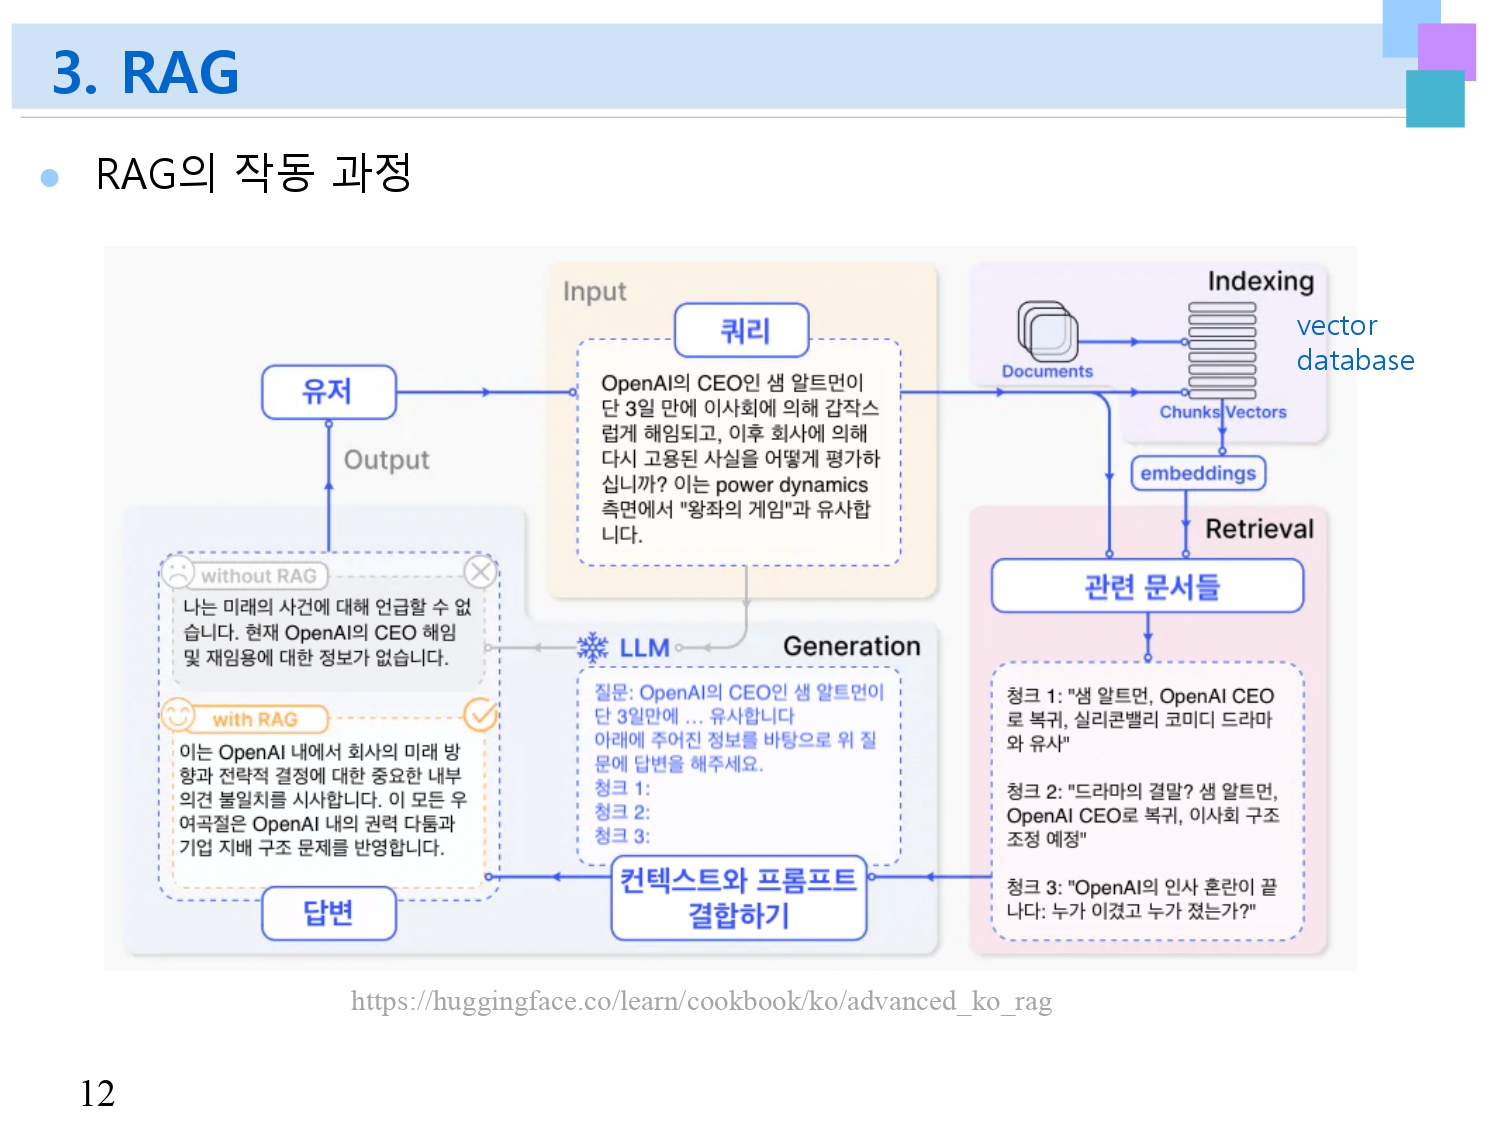 3. RAG
RAG의 작동 과정
Input
쿼리
OpenAI의 CEO인 샘 알트먼이
단 3일 만에 이사회에 의해 갑작스
럽게 해임되고, 이후 회사에 의해
다시 고용된 사실을 어떻게 평가하
십니까? 이는 power dynamics
측면에서 "왕좌의 게임"과 유사합
니다.
Indexing
Documents
Chunks
Vectors
vector
database
embeddings
유저
Output
Retrieval
관련 문서들
청크 1: "샘 알트먼, OpenAI CEO
로 복귀, 실리콘밸리 코미디 드라마
와 유사"
청크 2: "드라마의 결말? 샘 알트먼,
OpenAI CEO로 복귀, 이사회 구조
조정 예정"
청크 3: "OpenAI의 인사 혼란이 끝
나다: 누가 이겼고 누가 졌는가?"
Generation
LLM
질문: OpenAI의 CEO인 샘 알트먼이
단 3일만에 ... 유사합니다
아래에 주어진 정보를 바탕으로 위 질
문에 답변을 해주세요.
청크 1:
청크 2:
청크 3:
컨텍스트와 프롬프트
결합하기
without RAG
나는 미래의 사건에 대해 언급할 수 없
습니다. 현재 OpenAI의 CEO 해임
및 재임용에 대한 정보가 없습니다.
with RAG
이는 OpenAI 내에서 회사의 미래 방
향과 전략적 결정에 대한 중요한 내부
의견 불일치를 시사합니다. 이 모든 우
여곡절은 OpenAI 내의 권력 다툼과
기업 지배 구조 문제를 반영합니다.
답변
https://huggingface.co/learn/cookbook/ko/advanced_ko_rag
12